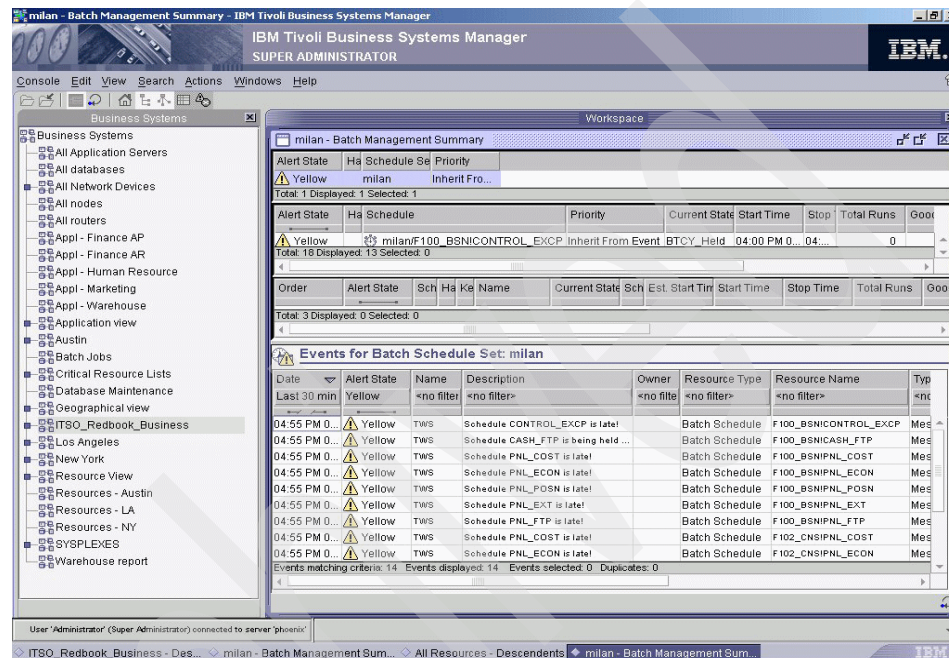 milan - Batch Management Summary - IBM Tivoli Business Systems Manager
IBM Tivoli Business Systems Manager
SUPER ADMINISTRATOR
IBM.
Console Edit View Search Actions Windows Help
Business Systems
Business Systems
All Application Servers
All databases
All Network Devices
All nodes
All routers
Appl - Finance AP
Appl - Finance AR
Appl - Human Resource
Appl - Marketing
Appl - Warehouse
Application view
Austin
Batch Jobs
Critical Resource Lists
Database Maintenance
Geographical view
ITSO_Redbook_Business
Los Angeles
New York
Resource View
Resources - Austin
Resources - LA
Resources - NY
SYSPLEXES
Warehouse report
Workspace
milan - Batch Management Summary
Alert State Ha Schedule Se Priority
Yellow milan Inherit Fro...
Total: 1 Displayed: 1 Selected: 1
Alert State Ha Schedule Priority Current State Start Time Stop Total Runs Good
Yellow milan/F100_BSN!CONTROL_EXCP Inherit From Event BTCY_Held 04:00 PM 0... 04:... 0
Total: 18 Displayed: 13 Selected: 0
Order Alert State Sch Ha Ke Name Current State Sch Est. Start Tim Start Time Stop Time Total Runs Goo
Total: 3 Displayed: 0 Selected: 0
Events for Batch Schedule Set: milan
Date Alert State Name Description Owner Resource Type Resource Name Typ
Last 30 min Yellow <no filter <no filter> <no filte <no filter> <no filter> <no
04:55 PM 0... Yellow TWS Schedule CONTROL_EXCP is late! Batch Schedule F100_BSN!CONTROL_EXCP Mes
04:55 PM 0... Yellow TWS Schedule CASH_FTP is being held ... Batch Schedule F100_BSN!CASH_FTP Mes
04:55 PM 0... Yellow TWS Schedule PNL_COST is late! Batch Schedule F100_BSN!PNL_COST Mes
04:55 PM 0... Yellow TWS Schedule PNL_ECON is late! Batch Schedule F100_BSN!PNL_ECON Mes
04:55 PM 0... Yellow TWS Schedule PNL_POSN is late! Batch Schedule F100_BSN!PNL_POSN Mes
04:55 PM 0... Yellow TWS Schedule PNL_EXT is late! Batch Schedule F100_BSN!PNL_EXT Mes
04:55 PM 0... Yellow TWS Schedule PNL_FTP is late! Batch Schedule F100_BSN!PNL_FTP Mes
04:55 PM 0... Yellow TWS Schedule PNL_COST is late! Batch Schedule F102_CNS!PNL_COST Mes
04:55 PM 0... Yellow TWS Schedule PNL_ECON is late! Batch Schedule F102_CNS!PNL_ECON Mes
Events matching criteria: 14 Events displayed: 14 Events selected: 0 Duplicates: 0
User 'Administrator' (Super Administrator) connected to server 'phoenix'
ITSO_Redbook_Business - Des... milan - Batch Management Sum... All Resources - Descendents milan - Batch Management Sum... IBM